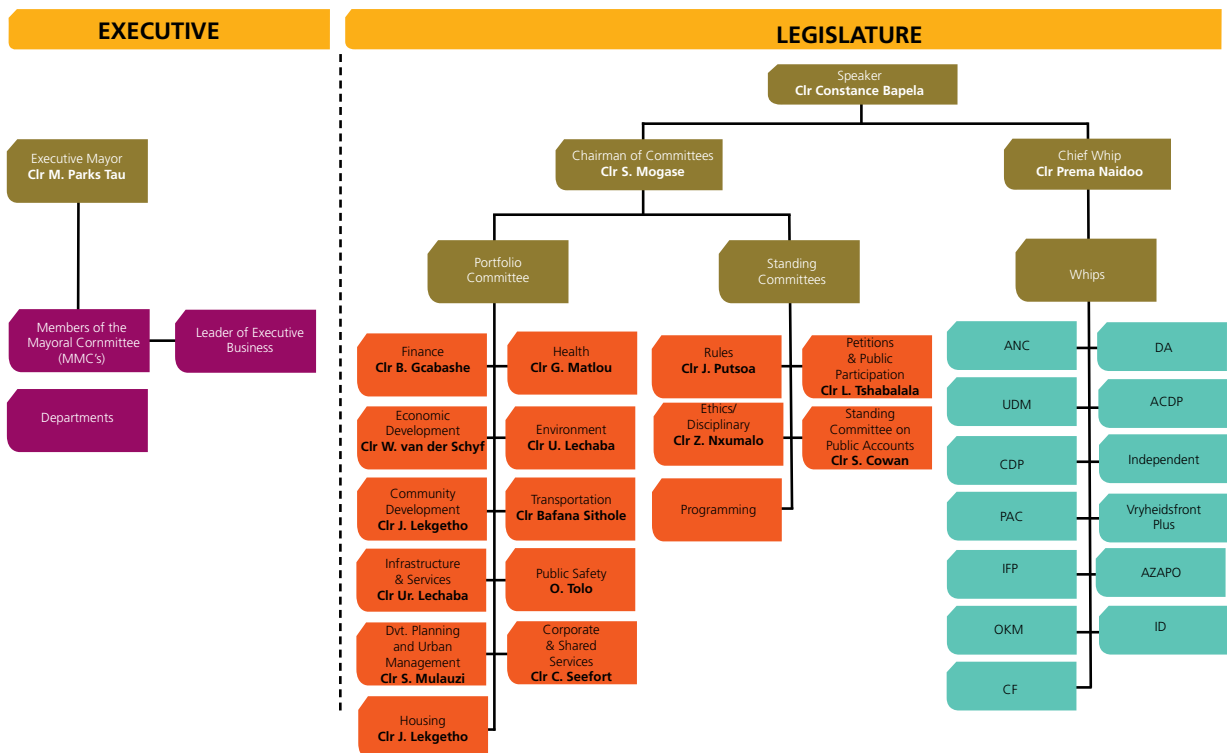 EXECUTIVE
LEGISLATURE
Speaker
Clr Constance Bapela
Executive Mayor
Clr M. Parks Tau
Chairman of Committees
Clr S. Mogase
Chief Whip
Clr Prema Naidoo
Portfolio
Committee
Standing
Committees
Whips
Members of the
Mayoral Committee
(MMC's)
Leader of Executive
Business
Departments
Finance
Clr B. Gcabashe
Health
Clr G. Matlou
Economic
Development
Clr W. van der Schyf
Environment
Clr U. Lechaba
Community
Development
Clr J. Lekgetho
Transportation
Clr Bafana Sithole
Infrastructure
& Services
Clr Ur. Lechaba
Public Safety
O. Tolo
Dvt. Planning
and Urban
Management
Clr S. Mulauzi
Corporate
& Shared
Services
Clr C. Seefort
Housing
Clr J. Lekgetho
Rules
Clr J. Putsoa
Petitions
& Public
Participation
Clr L. Tshabalala
Ethics/
Disciplinary
Clr Z. Nxumalo
Standing
Committee on
Public Accounts
Clr S. Cowan
Programming
ANC
DA
UDM
ACDP
CDP
Independent
PAC
Vryheidsfront
Plus
IFP
AZAPO
OKM
ID
CF